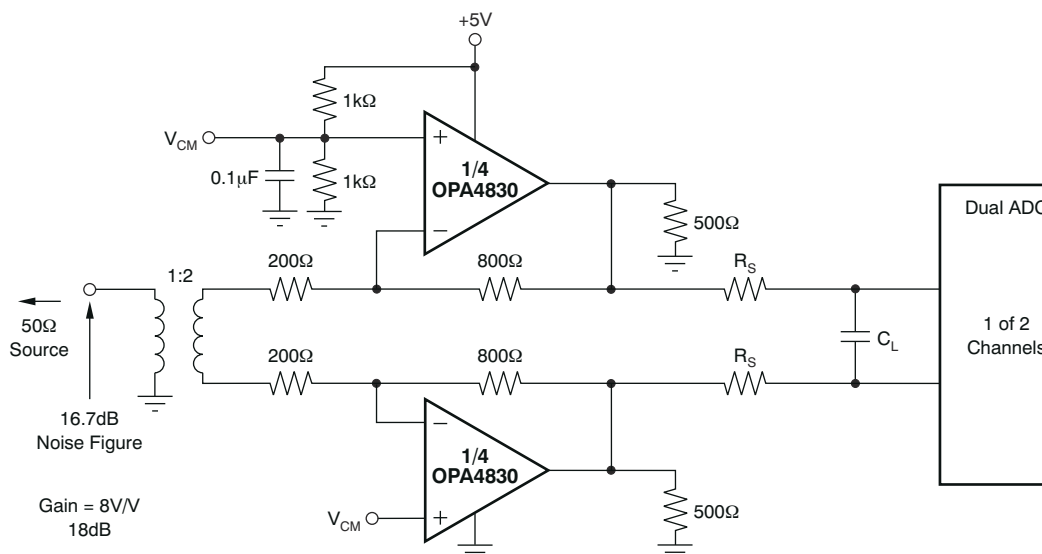 +5V
1kΩ
V_CM
0.1μF
1kΩ
+
−
1/4
OPA4830
500Ω
Dual ADC
1:2
200Ω
800Ω
R_S
50Ω
Source
C_L
1 of 2
Channels
200Ω
800Ω
R_S
16.7dB
Noise Figure
−
+
1/4
OPA4830
Gain = 8V/V
18dB
V_CM
500Ω